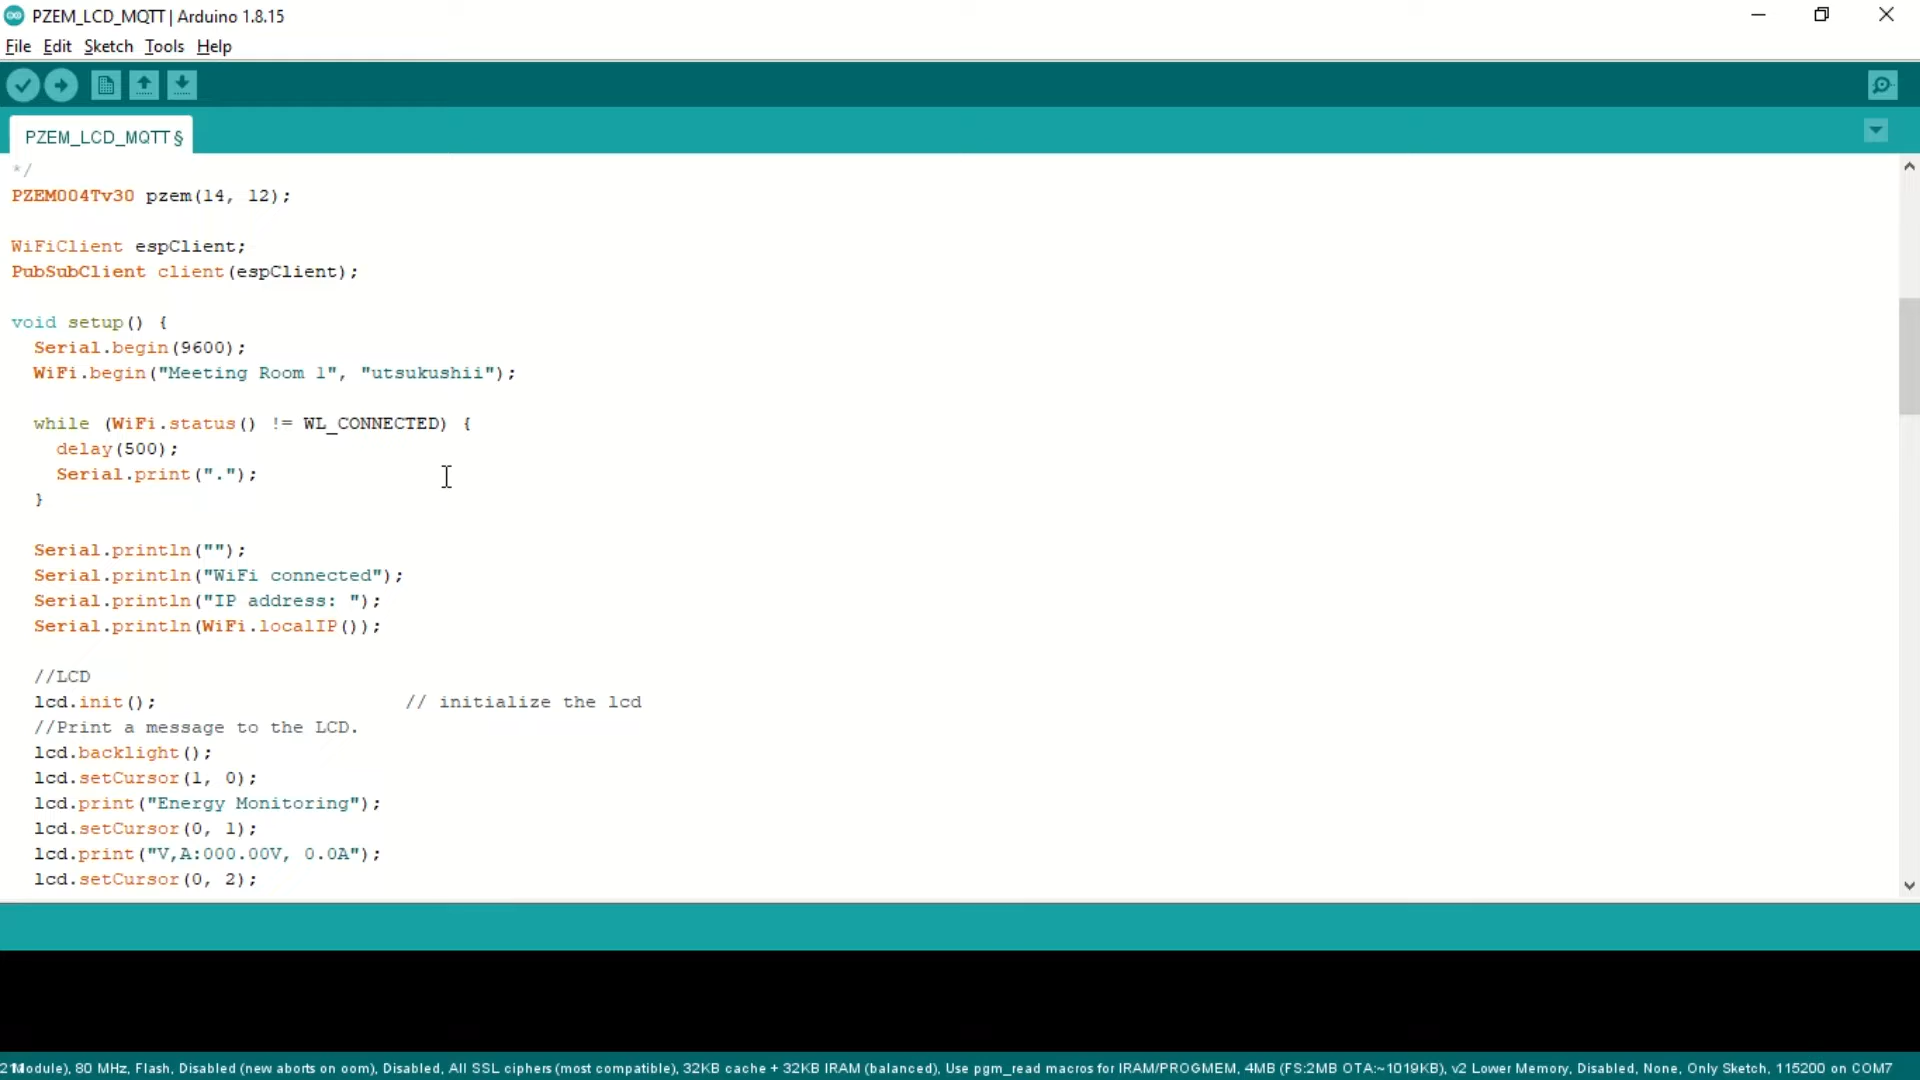 PZEM_LCD_MQTT | Arduino 1.8.15
File Edit Sketch Tools Help
PZEM_LCD_MQTT §
*/
PZEM004Tv30 pzem(14, 12);
WiFiClient espClient;
PubSubClient client(espClient);
void setup() {
Serial.begin(9600);
WiFi.begin("Meeting Room 1", "utsukushii");
while (WiFi.status() != WL_CONNECTED) {
delay(500);
Serial.print(".");
}
Serial.println("");
Serial.println("WiFi connected");
Serial.println("IP address: ");
Serial.println(WiFi.localIP());
//LCD
lcd.init(); // initialize the lcd
//Print a message to the LCD.
lcd.backlight();
lcd.setCursor(1, 0);
lcd.print("Energy Monitoring");
lcd.setCursor(0, 1);
lcd.print("V,A:000.00V, 0.0A");
lcd.setCursor(0, 2);
Module), 80 MHz, Flash, Disabled (new aborts on oom), Disabled, All SSL ciphers (most compatible), 32KB cache + 32KB IRAM (balanced), Use pgm_read macros for IRAM/PROGMEM, 4MB (FS:2MB OTA:~1019KB), v2 Lower Memory, Disabled, None, Only Sketch, 115200 on COM7